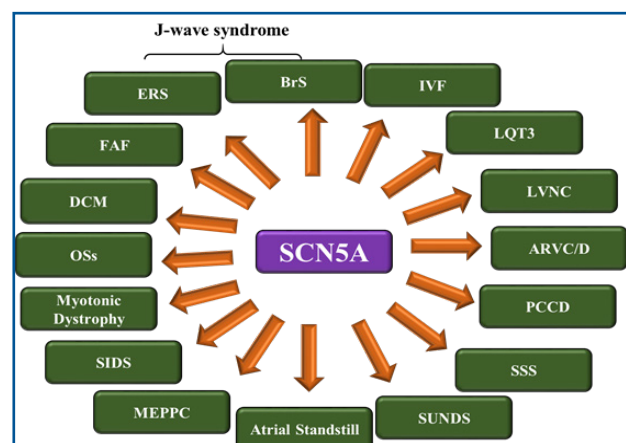 J-wave syndrome
ERS
BrS
IVF
FAF
LQT3
DCM
LVNC
OSs
SCN5A
ARVC/D
Myotonic
Dystrophy
PCCD
SIDS
SSS
MEPPC
Atrial Standstill
SUNDS